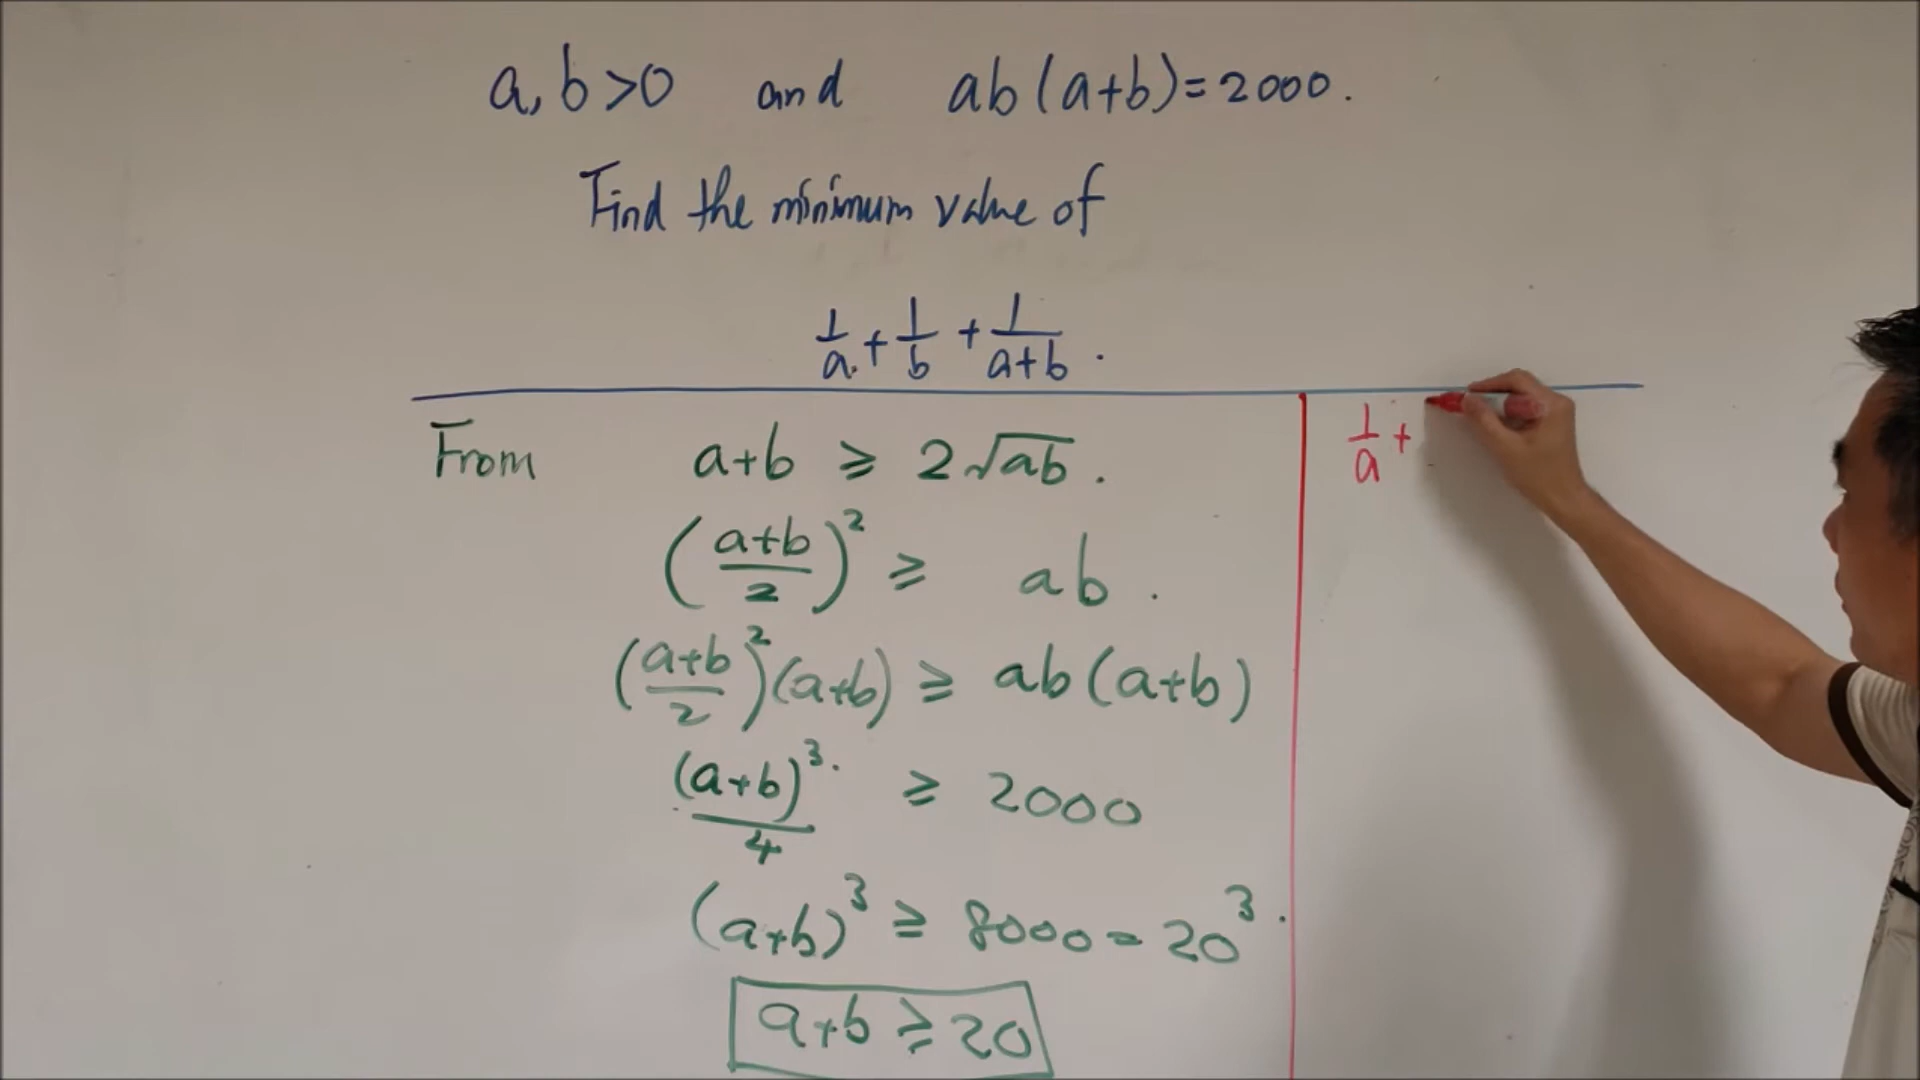 a, b >0 and ab(a+b)=2000.
Find the minimum value of
1/a + 1/b + 1/(a+b) .
From a+b ≥ 2√ab .
((a+b)/2)² ≥ ab .
((a+b)/2)²(a+b) ≥ ab(a+b)
(a+b)³/4 ≥ 2000
(a+b)³ ≥ 8000 = 20³ .
a+b ≥ 20
1/a +